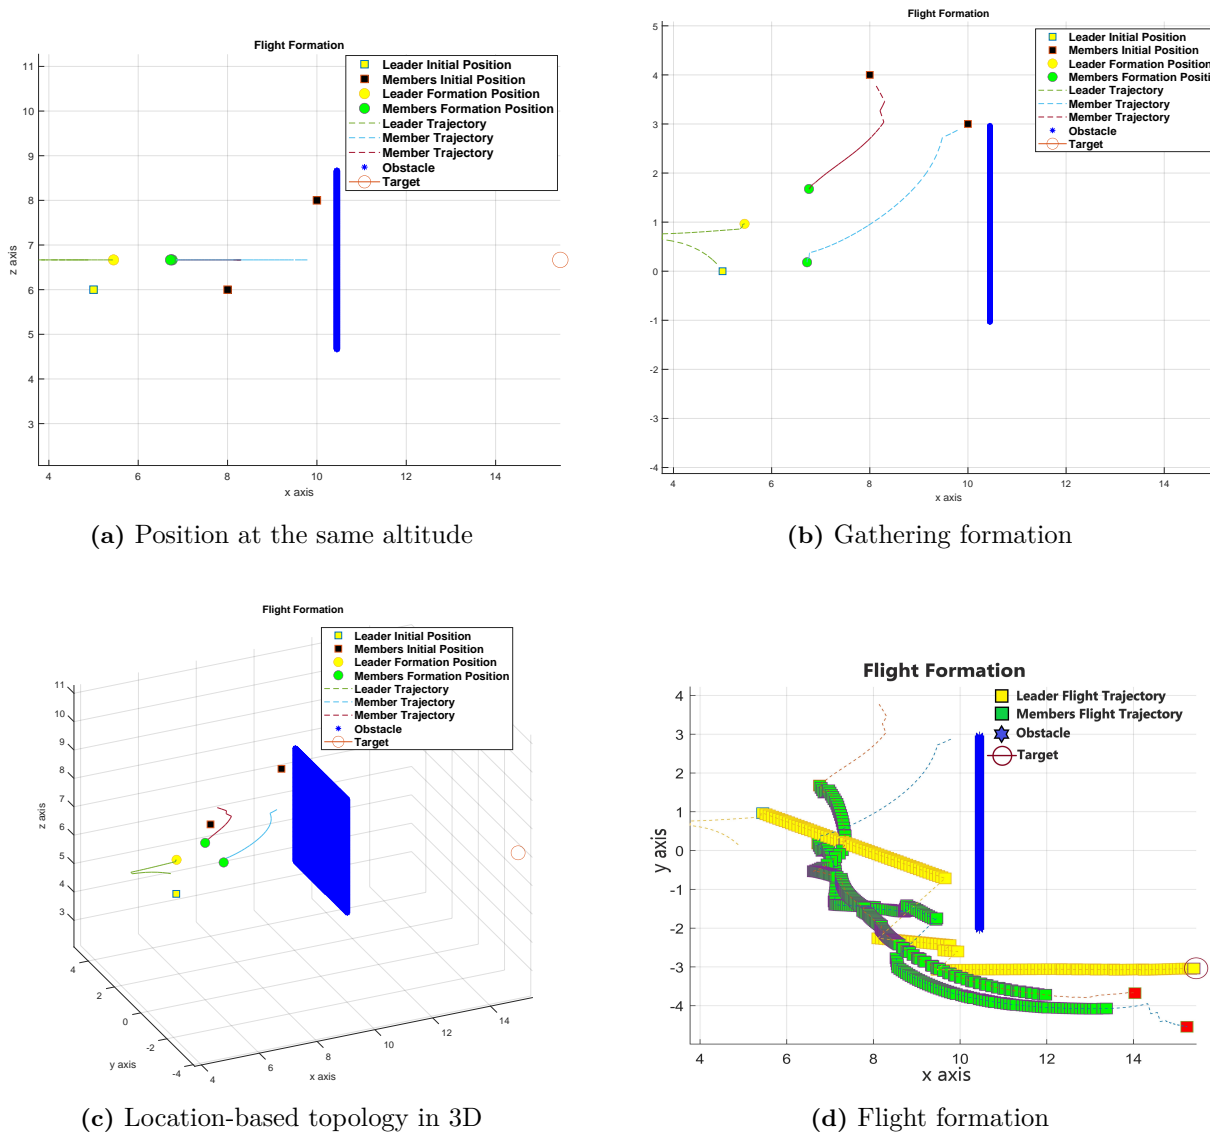 Flight Formation
11
10
9
8
7
6
5
4
3
z axis
4
6
8
10
12
14
x axis
Leader Initial Position
Members Initial Position
Leader Formation Position
Members Formation Position
Leader Trajectory
Member Trajectory
Member Trajectory
Obstacle
Target
(a) Position at the same altitude
Flight Formation
5
4
3
2
1
0
-1
-2
-3
-4
4
6
8
10
12
14
x axis
Leader Initial Position
Members Initial Position
Leader Formation Positi
Members Formation Positi
Leader Trajectory
Member Trajectory
Member Trajectory
Obstacle
Target
(b) Gathering formation
Flight Formation
Leader Initial Position
Members Initial Position
Leader Formation Position
Members Formation Position
Leader Trajectory
Member Trajectory
Member Trajectory
Obstacle
Target
11
10
9
8
7
6
5
4
3
z axis
4
2
0
-2
-4
y axis
4
6
8
10
12
14
x axis
(c) Location-based topology in 3D
Flight Formation
Leader Flight Trajectory
Members Flight Trajectory
Obstacle
Target
4
3
2
1
0
-1
-2
-3
-4
y axis
4
6
8
10
12
14
x axis
(d) Flight formation